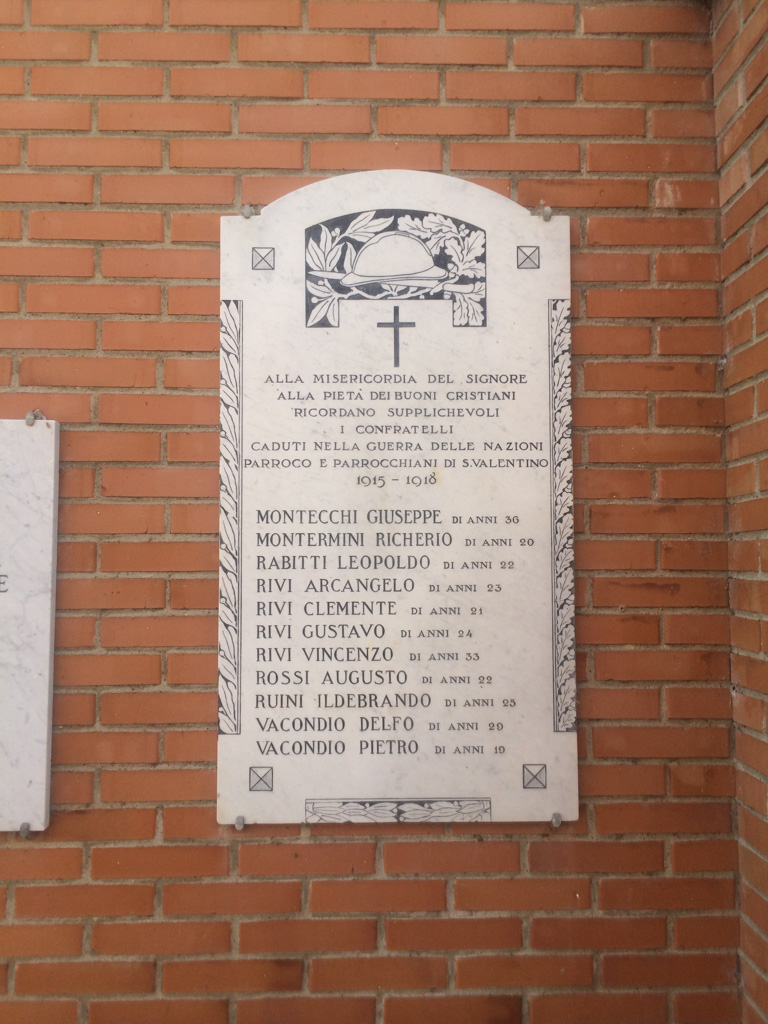 ALLA MISERICORDIA DEL SIGNORE
ALLA PIETA' DEI BUONI CRISTIANI
RICORDANO SUPPLICHEVOLI
I CONFRATELLI
CADUTI NELLA GUERRA DELLE NAZIONI
PARROCO E PARROCCHIANI DI S. VALENTINO
1915 - 1918
MONTECCHI GIUSEPPE DI ANNI 36
MONTERMINI RICHERIO DI ANNI 20
RABITTI LEOPOLDO DI ANNI 22
RIVI ARCANGELO DI ANNI 23
RIVI CLEMENTE DI ANNI 21
RIVI GUSTAVO DI ANNI 24
RIVI VINCENZO DI ANNI 33
ROSSI AUGUSTO DI ANNI 22
RUINI ILDEBRANDO DI ANNI 25
VACONDIO DELFO DI ANNI 29
VACONDIO PIETRO DI ANNI 19